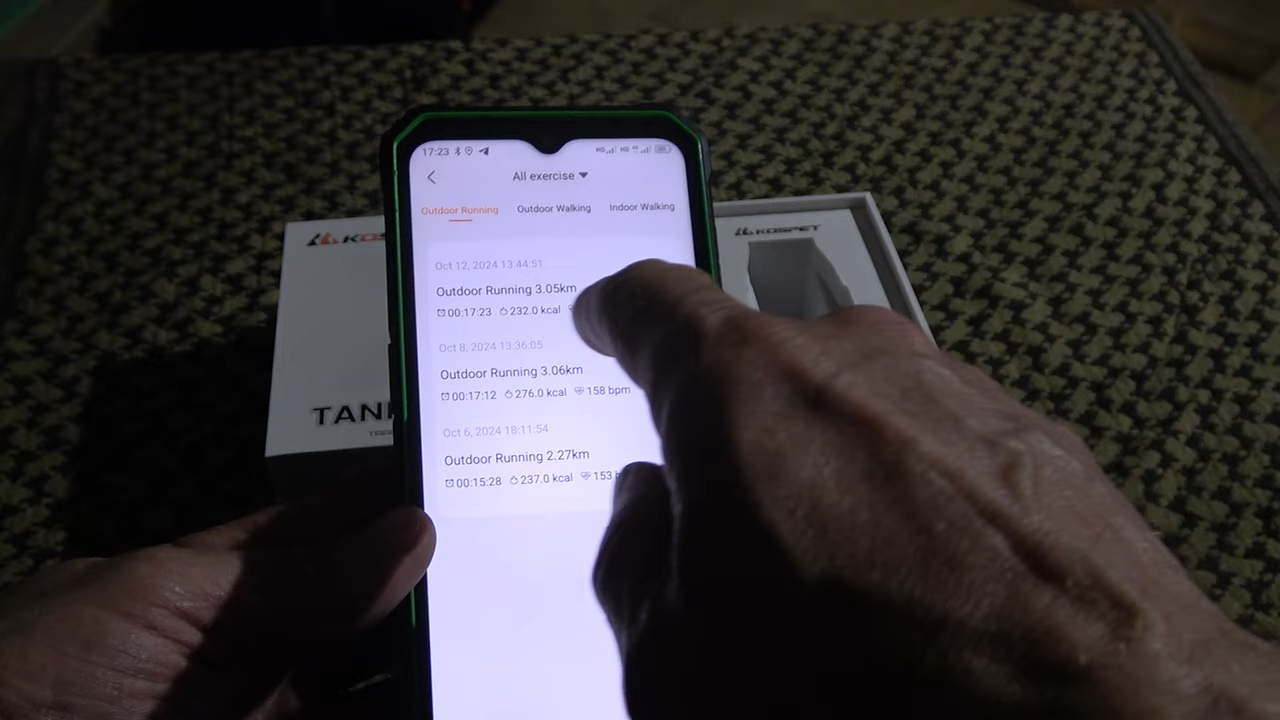 17:23
All exercise
Outdoor Running Outdoor Walking Indoor Walking
Oct 12, 2024 13:44:51
Outdoor Running 3.05km
00:17:23 232.0 kcal
Oct 8, 2024 13:36:05
Outdoor Running 3.06km
00:17:12 276.0 kcal 158 bpm
Oct 6, 2024 18:11:54
Outdoor Running 2.27km
00:15:28 237.0 kcal 153 b
KOS
KOSPET
TAN